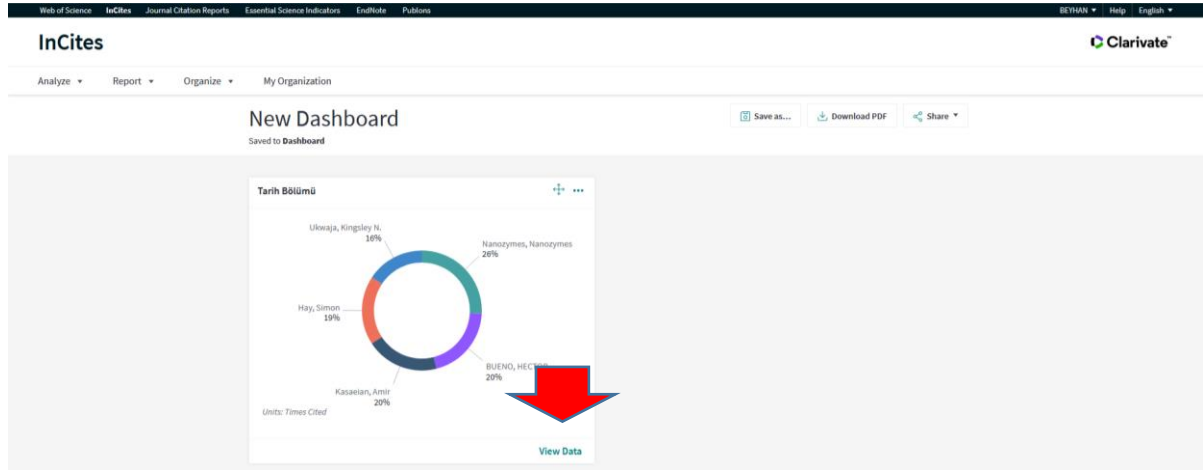 Web of Science InCites Journal Citation Reports Essential Science Indicators EndNote Publons BEYHAN Help English
InCites
Clarivate™
Analyze Report Organize My Organization
New Dashboard
Save as... Download PDF Share
Saved to Dashboard
Tarih Bölümü
Ukwaja, Kingsley N.
16%
Nanozymes, Nanozymes
26%
Hay, Simon
19%
BUENO, HECTOR
20%
Kasaeian, Amir
20%
Units: Times Cited
View Data